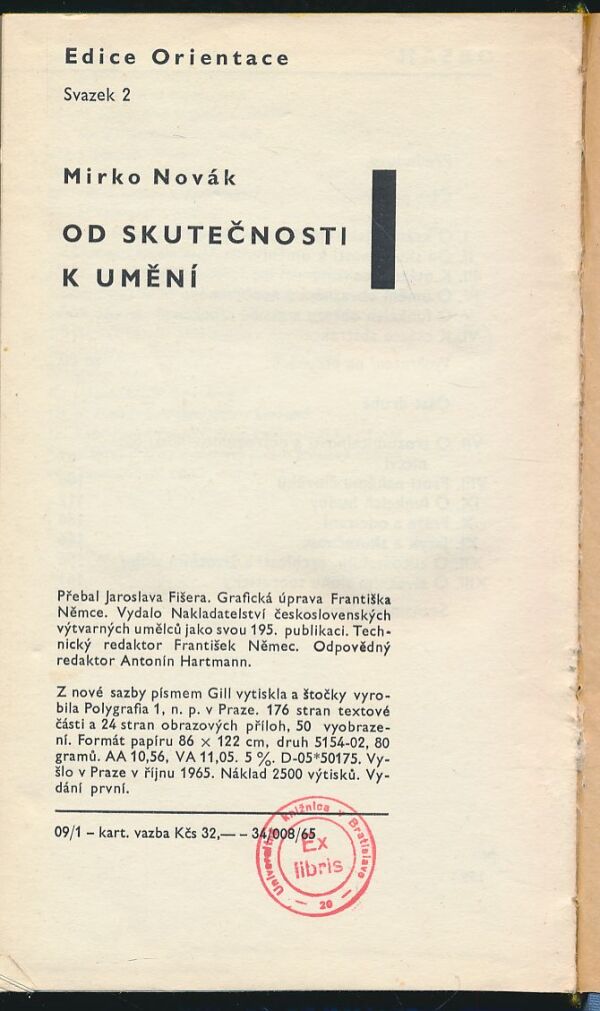 Edice Orientace
Svazek 2
Mirko Novák
OD SKUTEČNOSTI
K UMĚNÍ
Přebal Jaroslava Fišera. Grafická úprava Františka
Němce. Vydalo Nakladatelství československých
výtvarných umělců jako svou 195. publikaci. Tech-
nický redaktor František Němec. Odpovědný
redaktor Antonín Hartmann.
Z nové sazby písmem Gill vytiskla a štočky vyro-
bila Polygrafia 1, n. p. v Praze. 176 stran textové
části a 24 stran obrazových příloh, 50 vyobraze-
ní. Formát papíru 86 × 122 cm, druh 5154-02, 80
gramů. AA 10,56, VA 11,05. 5 %. D-05*50175. Vy-
šlo v Praze v říjnu 1965. Náklad 2500 výtisků. Vy-
dání první.
09/1 – kart. vazba Kčs 32,— – 34/008/65
Univerzitná knižnica v Bratislave
Ex
libris
— 20 —